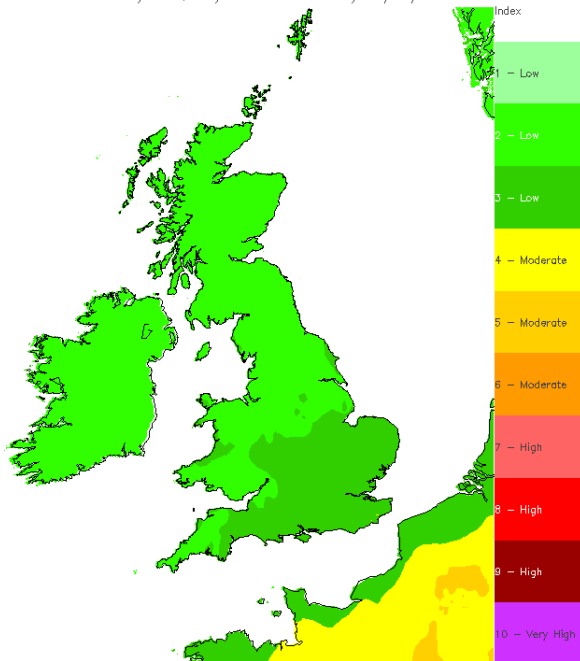 Index
1 - Low
2 - Low
3 - Low
4 - Moderate
5 - Moderate
6 - Moderate
7 - High
8 - High
9 - High
10 - Very High